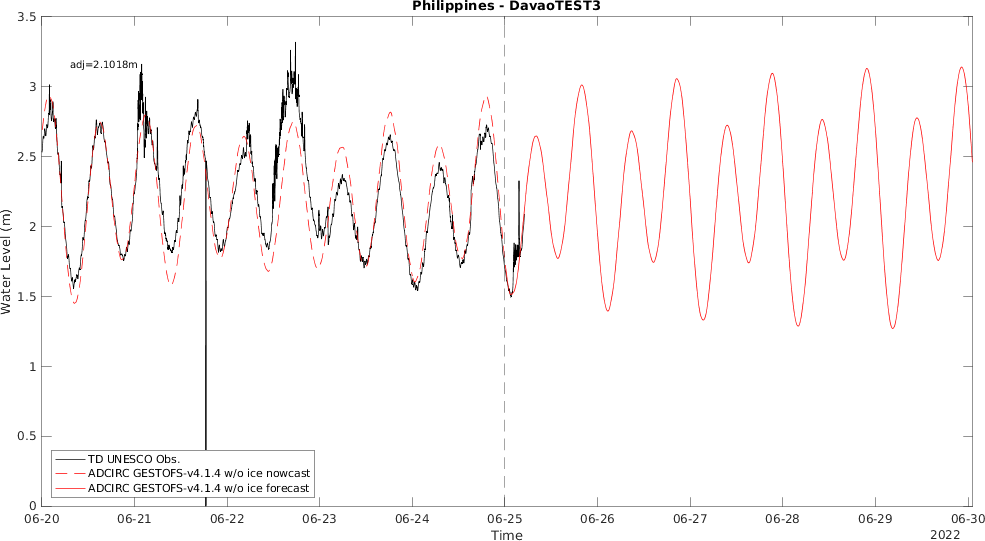 Philippines - DavaoTEST3
3.5
adj=2.1018m
3
2.5
2
Water Level (m)
1.5
1
0.5
TD UNESCO Obs.
ADCIRC GESTOFS-v4.1.4 w/o ice nowcast
ADCIRC GESTOFS-v4.1.4 w/o ice forecast
0
06-20 06-21 06-22 06-23 06-24 06-25 06-26 06-27 06-28 06-29 06-30
Time
2022